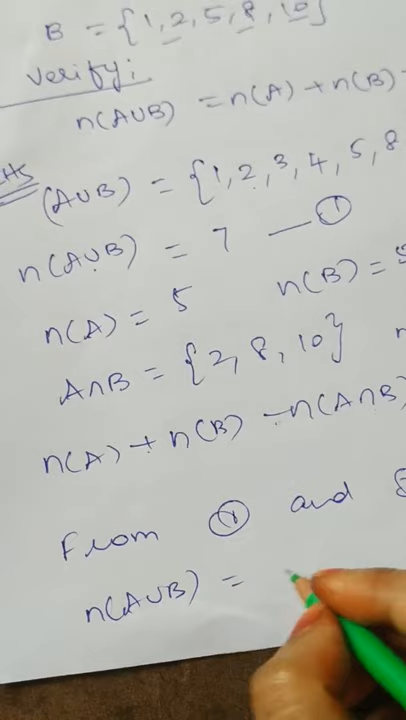 B = {1, 2, 5, 8, 10}
Verify:
n(A∪B) = n(A) + n(B)
LHS
(A∪B) = {1, 2, 3, 4, 5, 8
n(A∪B) = 7 — ①
n(A) = 5 n(B) = 5
A∩B = {2, 8, 10} n
n(A) + n(B) - n(A∩B)
From ① and
n(A∪B) =